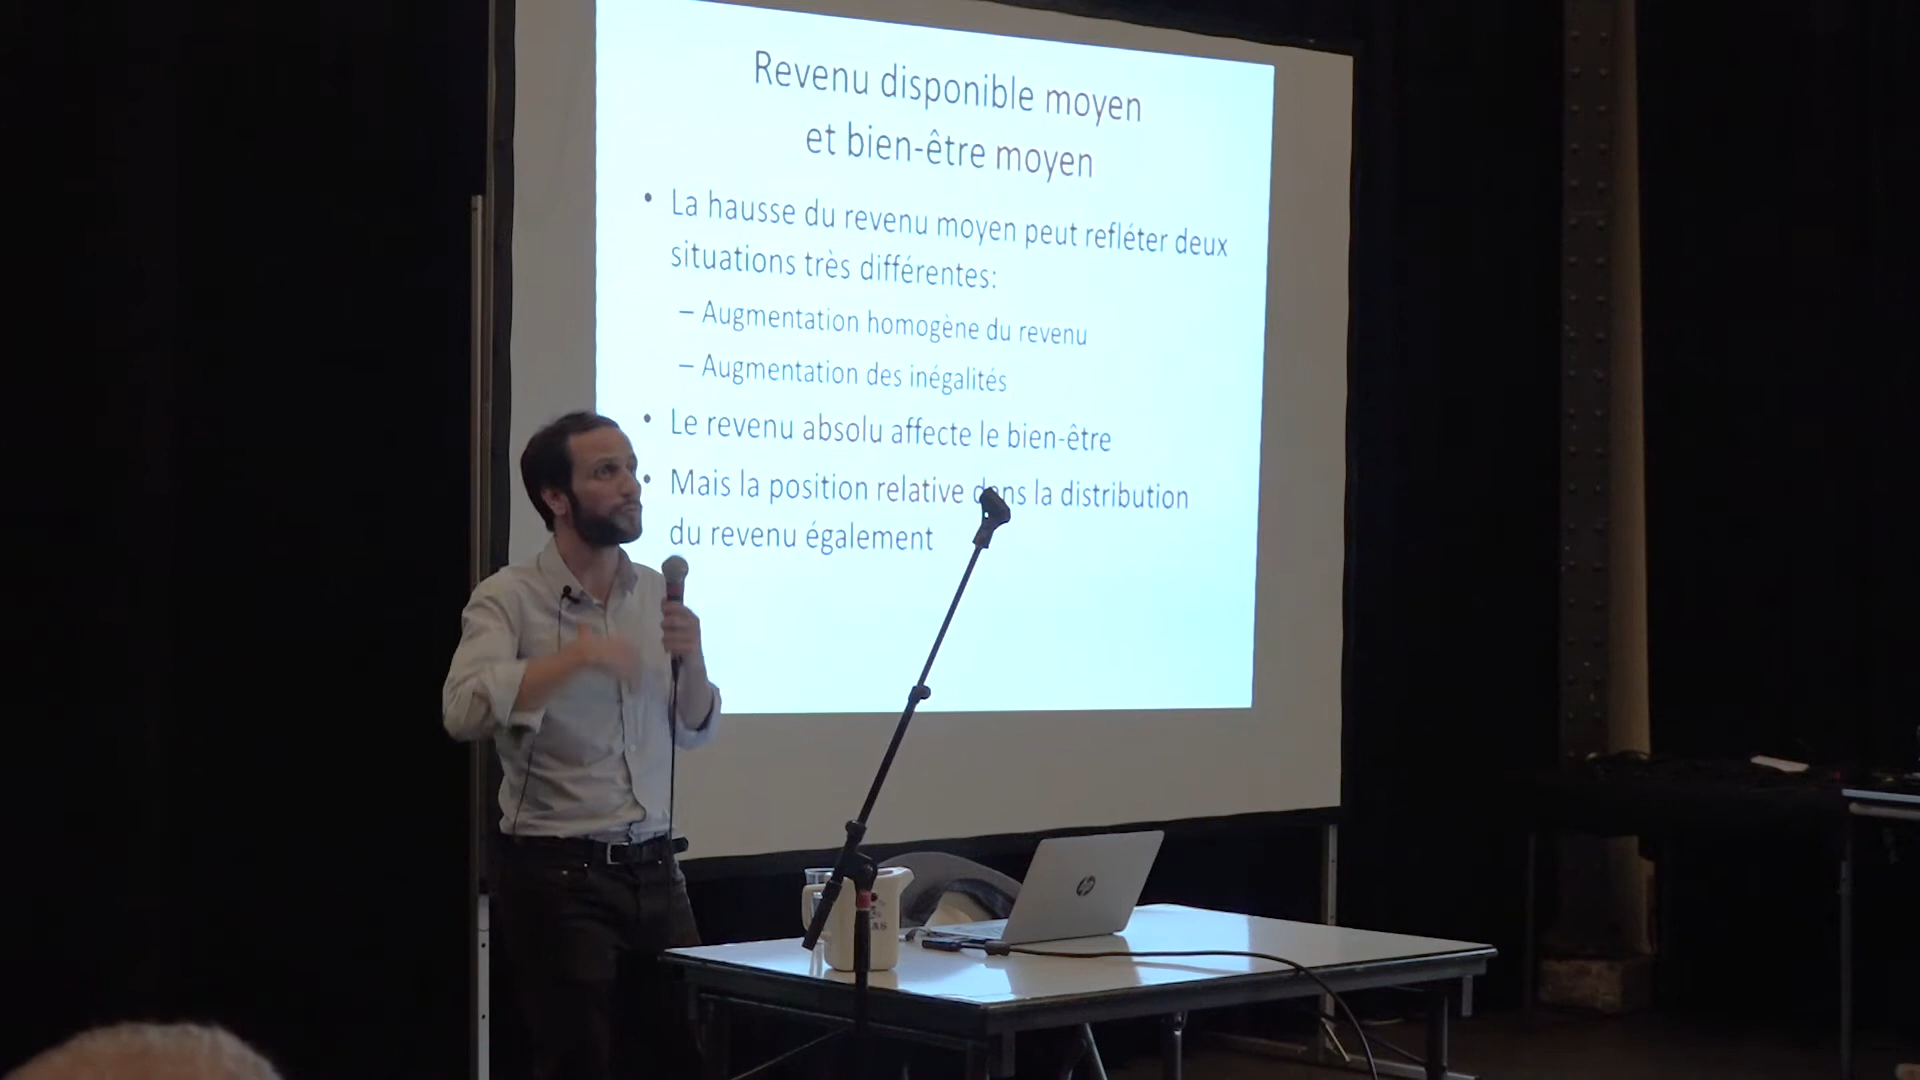 Revenu disponible moyen
et bien-être moyen
• La hausse du revenu moyen peut refléter deux
situations très différentes:
– Augmentation homogène du revenu
– Augmentation des inégalités
• Le revenu absolu affecte le bien-être
• Mais la position relative dans la distribution
du revenu également
hp